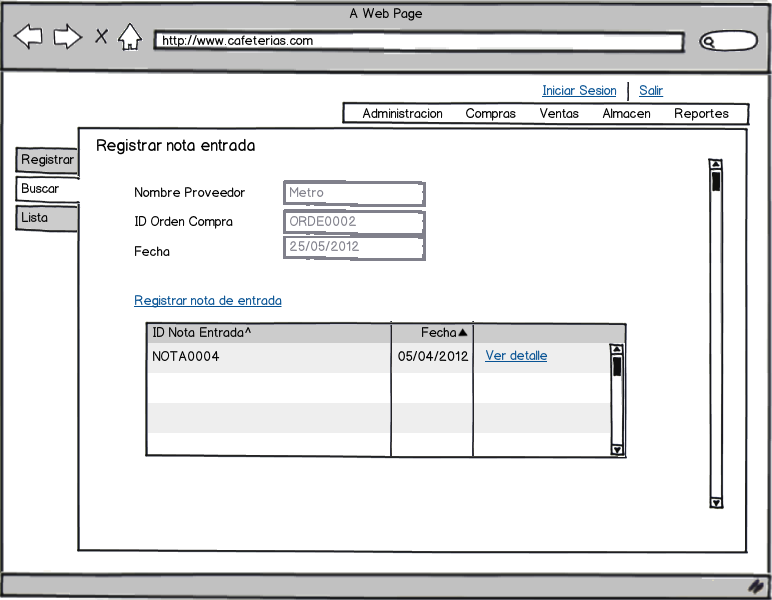 A Web Page
http://www.cafeterias.com
Iniciar Sesion | Salir
Administracion Compras Ventas Almacen Reportes
Registrar nota entrada
Registrar
Buscar
Lista
Nombre Proveedor Metro
ID Orden Compra ORDE0002
Fecha 25/05/2012
Registrar nota de entrada
ID Nota Entrada^ Fecha▲
NOTA0004 05/04/2012 Ver detalle